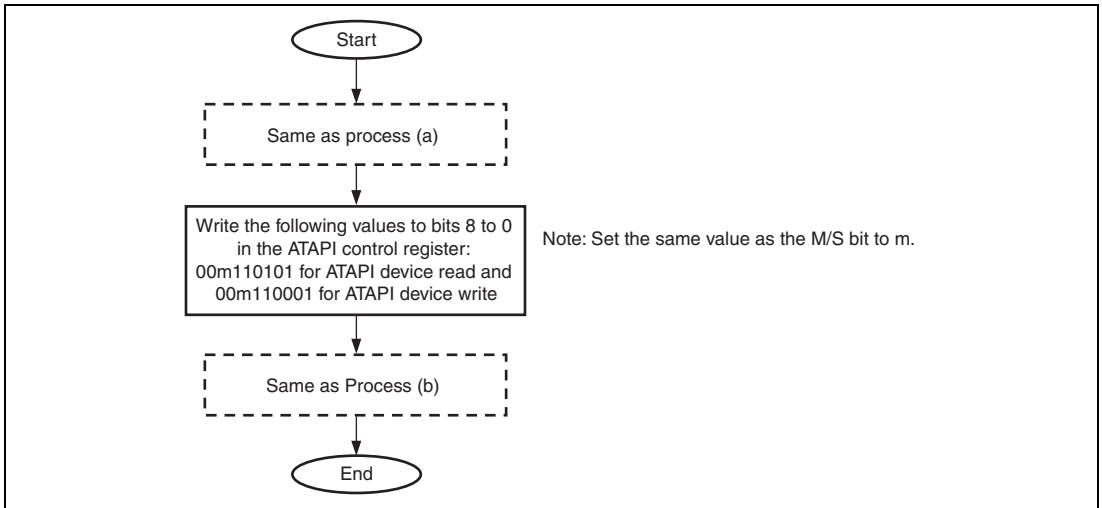 Start
Same as process (a)
Write the following values to bits 8 to 0
in the ATAPI control register:
00m110101 for ATAPI device read and
00m110001 for ATAPI device write
Note: Set the same value as the M/S bit to m.
Same as Process (b)
End